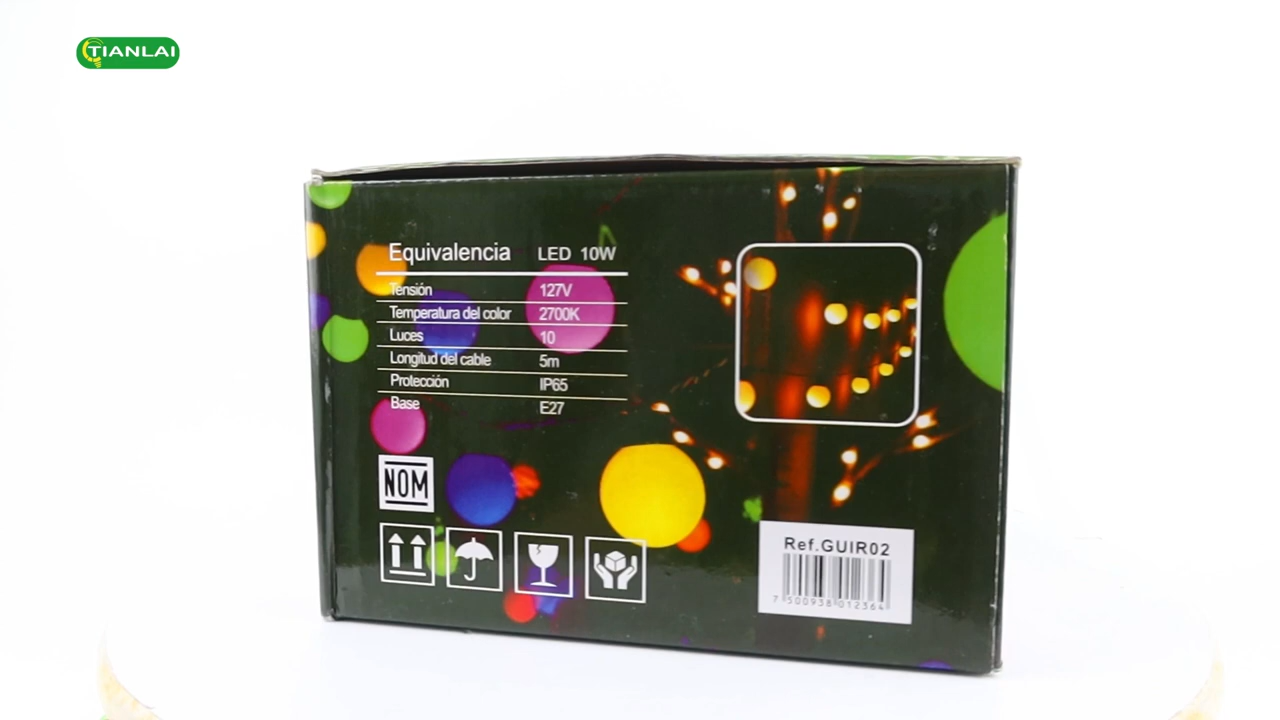 TIANLAI
Equivalencia LED 10W
Tensión 127V
Temperatura del color 2700K
Luces 10
Longitud del cable 5m
Protección IP65
Base E27
NOM
Ref.GUIR02
7 500938 012364